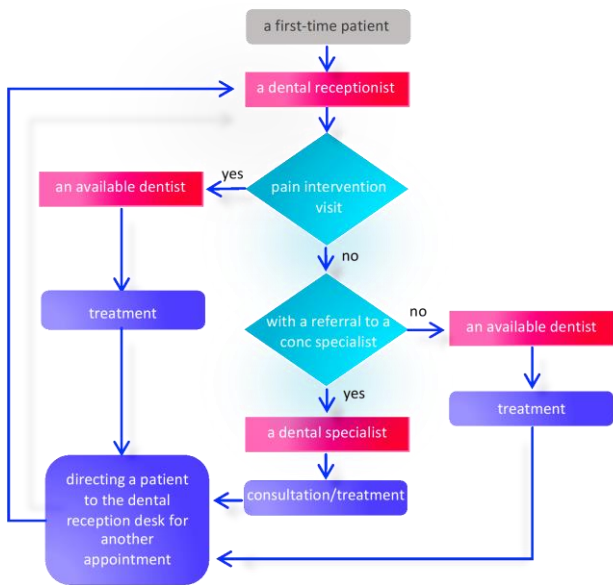 a first-time patient
a dental receptionist
yes
an available dentist
pain intervention
visit
no
treatment
with a referral to a
conc specialist
no
an available dentist
yes
treatment
a dental specialist
consultation/treatment
directing a patient
to the dental
reception desk for
another
appointment